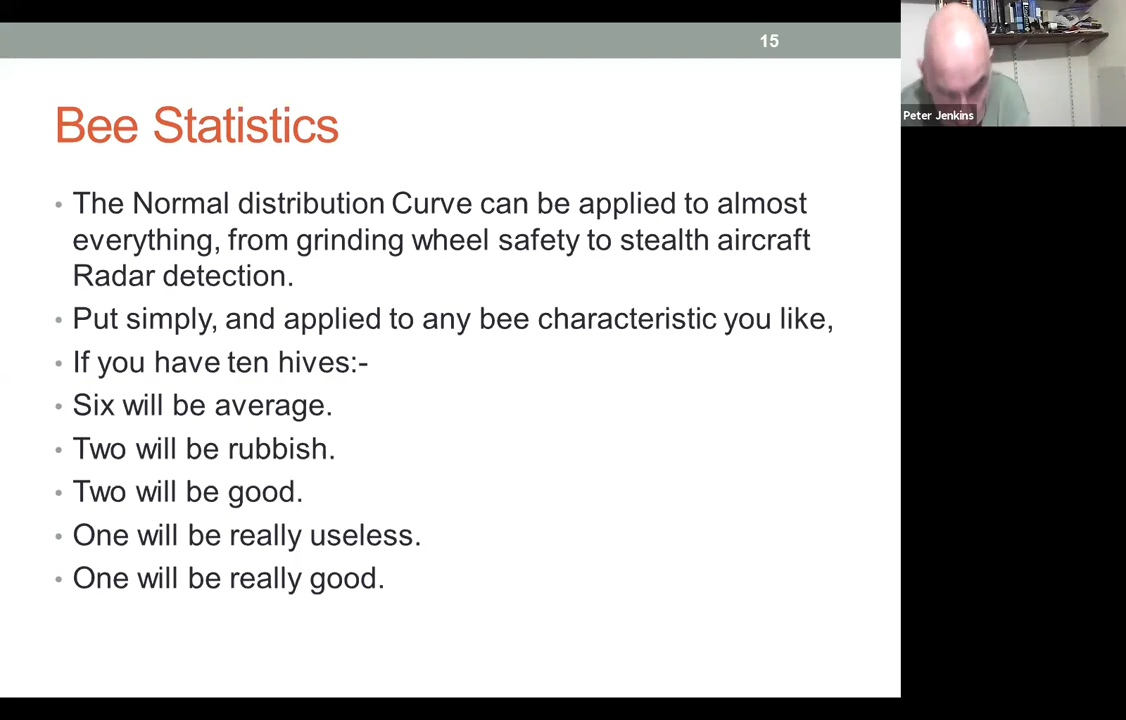 15
Bee Statistics
• The Normal distribution Curve can be applied to almost
everything, from grinding wheel safety to stealth aircraft
Radar detection.
• Put simply, and applied to any bee characteristic you like,
• If you have ten hives:-
• Six will be average.
• Two will be rubbish.
• Two will be good.
• One will be really useless.
• One will be really good.
Peter Jenkins